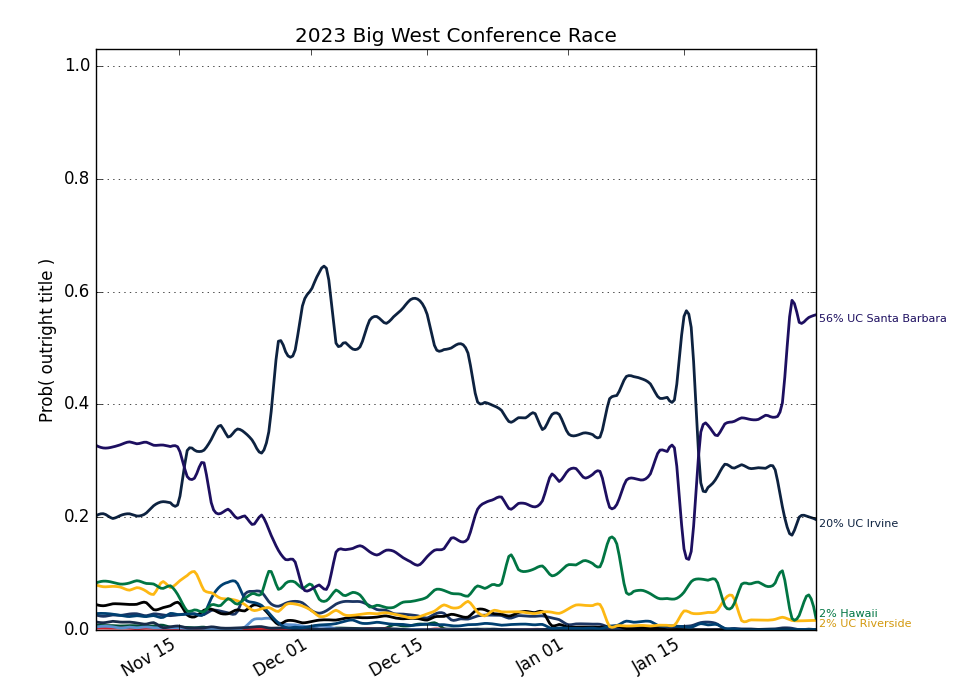 2023 Big West Conference Race
Prob( outright title )
1.0
0.8
0.6
0.4
0.2
0.0
56% UC Santa Barbara
20% UC Irvine
2% Hawaii
2% UC Riverside
Nov 15
Dec 01
Dec 15
Jan 01
Jan 15